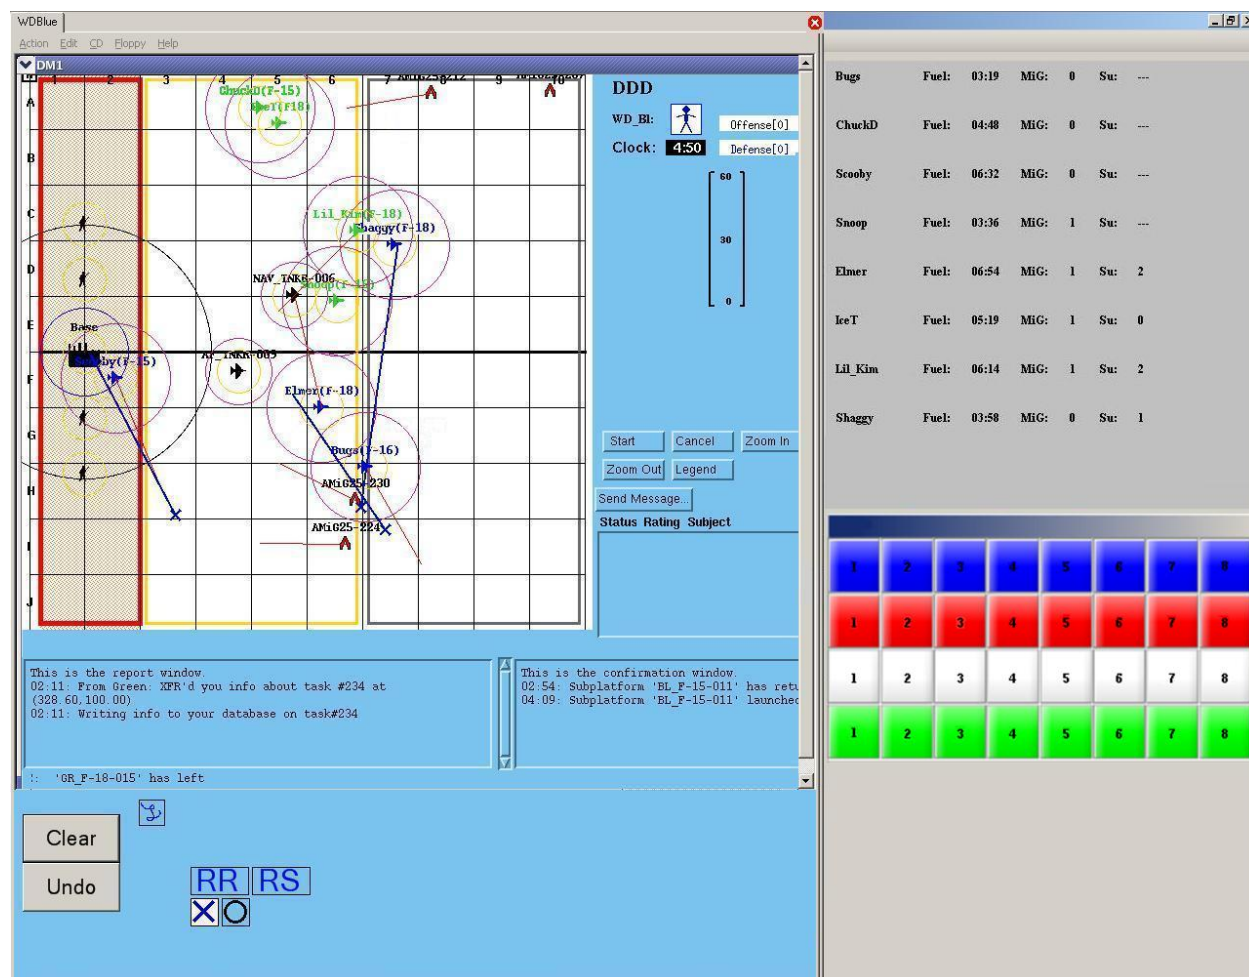 WDBlue
Action Edit CD Floppy Help
DM1
1 2 3 4 5 6 7 8 9 10
A
B
C
D
E
F
G
H
I
J
ChuckD(F-15)
IceT(F18)
Lil_Kim(F-18)
Shaggy(F-18)
NAV_TNKR-006
Base
Elmer(F-18)
Bugs(F-16)
AMiG25-230
AMiG25-224
DDD
WD_Bl:
Offense[0]
Clock: 4:50
Defense[0]
60
30
0
Start Cancel Zoom In
Zoom Out Legend
Send Message...
Status Rating Subject
This is the report window.
02:11: From Green: XFR'd you info about task #234 at
(328.60,100.00)
02:11: Writing info to your database on task#234
This is the confirmation window.
02:54: Subplatform 'BL_F-15-011' has retu
04:09: Subplatform 'BL_F-15-011' launched
'GR_F-18-015' has left
Clear
Undo
RR RS
Bugs Fuel: 03:19 MiG: 0 Su: ---
ChuckD Fuel: 04:48 MiG: 0 Su: ---
Scooby Fuel: 06:32 MiG: 0 Su: ---
Snoop Fuel: 03:36 MiG: 1 Su: ---
Elmer Fuel: 06:54 MiG: 1 Su: 2
IceT Fuel: 05:19 MiG: 1 Su: 0
Lil_Kim Fuel: 06:14 MiG: 1 Su: 2
Shaggy Fuel: 03:58 MiG: 0 Su: 1
1 2 3 4 5 6 7 8
1 2 3 4 5 6 7 8
1 2 3 4 5 6 7 8
1 2 3 4 5 6 7 8